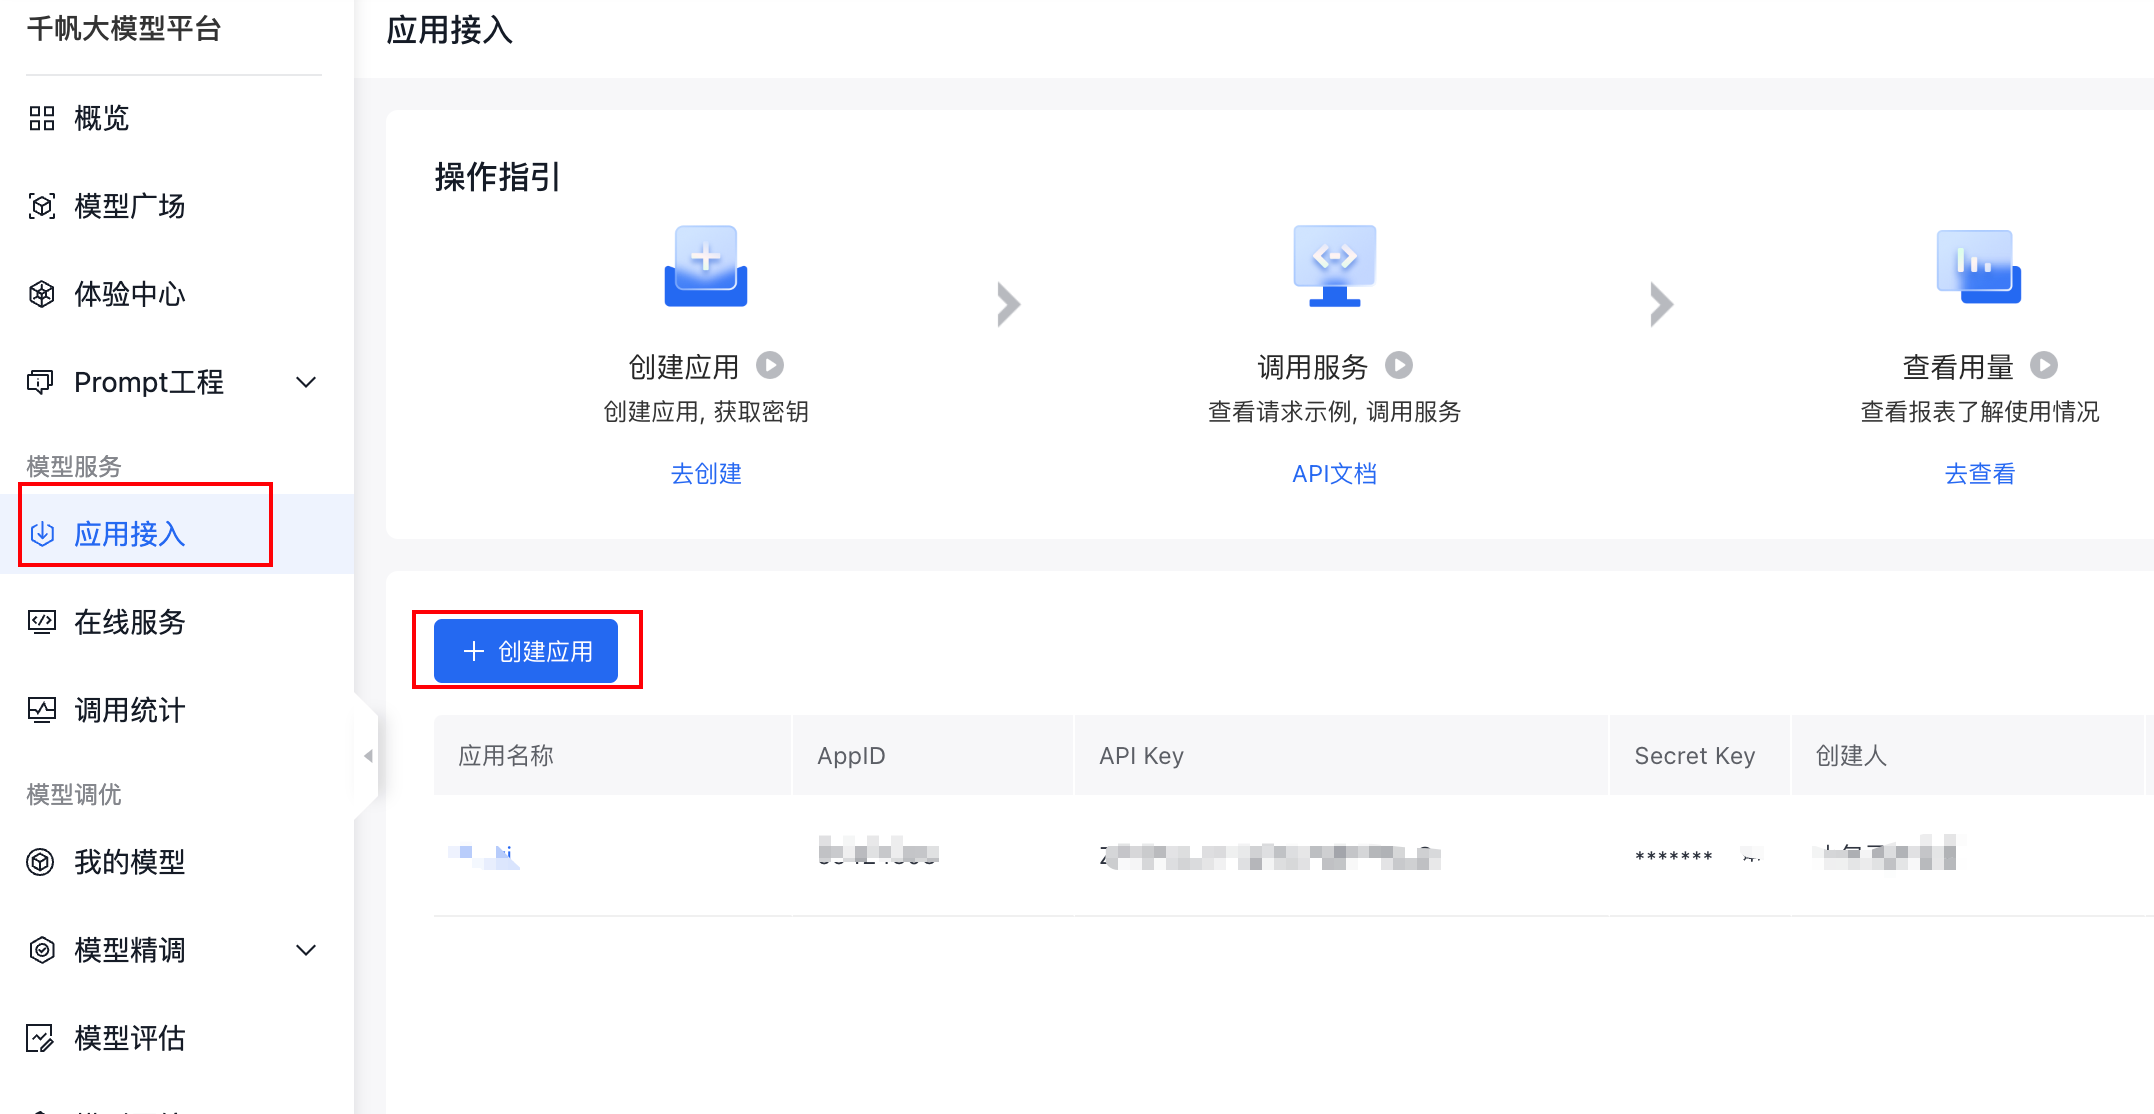 千帆大模型平台
概览
模型广场
体验中心
Prompt工程
模型服务
应用接入
在线服务
调用统计
模型调优
我的模型
模型精调
模型评估
应用接入
操作指引
创建应用
创建应用, 获取密钥
去创建
调用服务
查看请求示例, 调用服务
API文档
查看用量
查看报表了解使用情况
去查看
创建应用
应用名称 AppID API Key Secret Key 创建人
*******